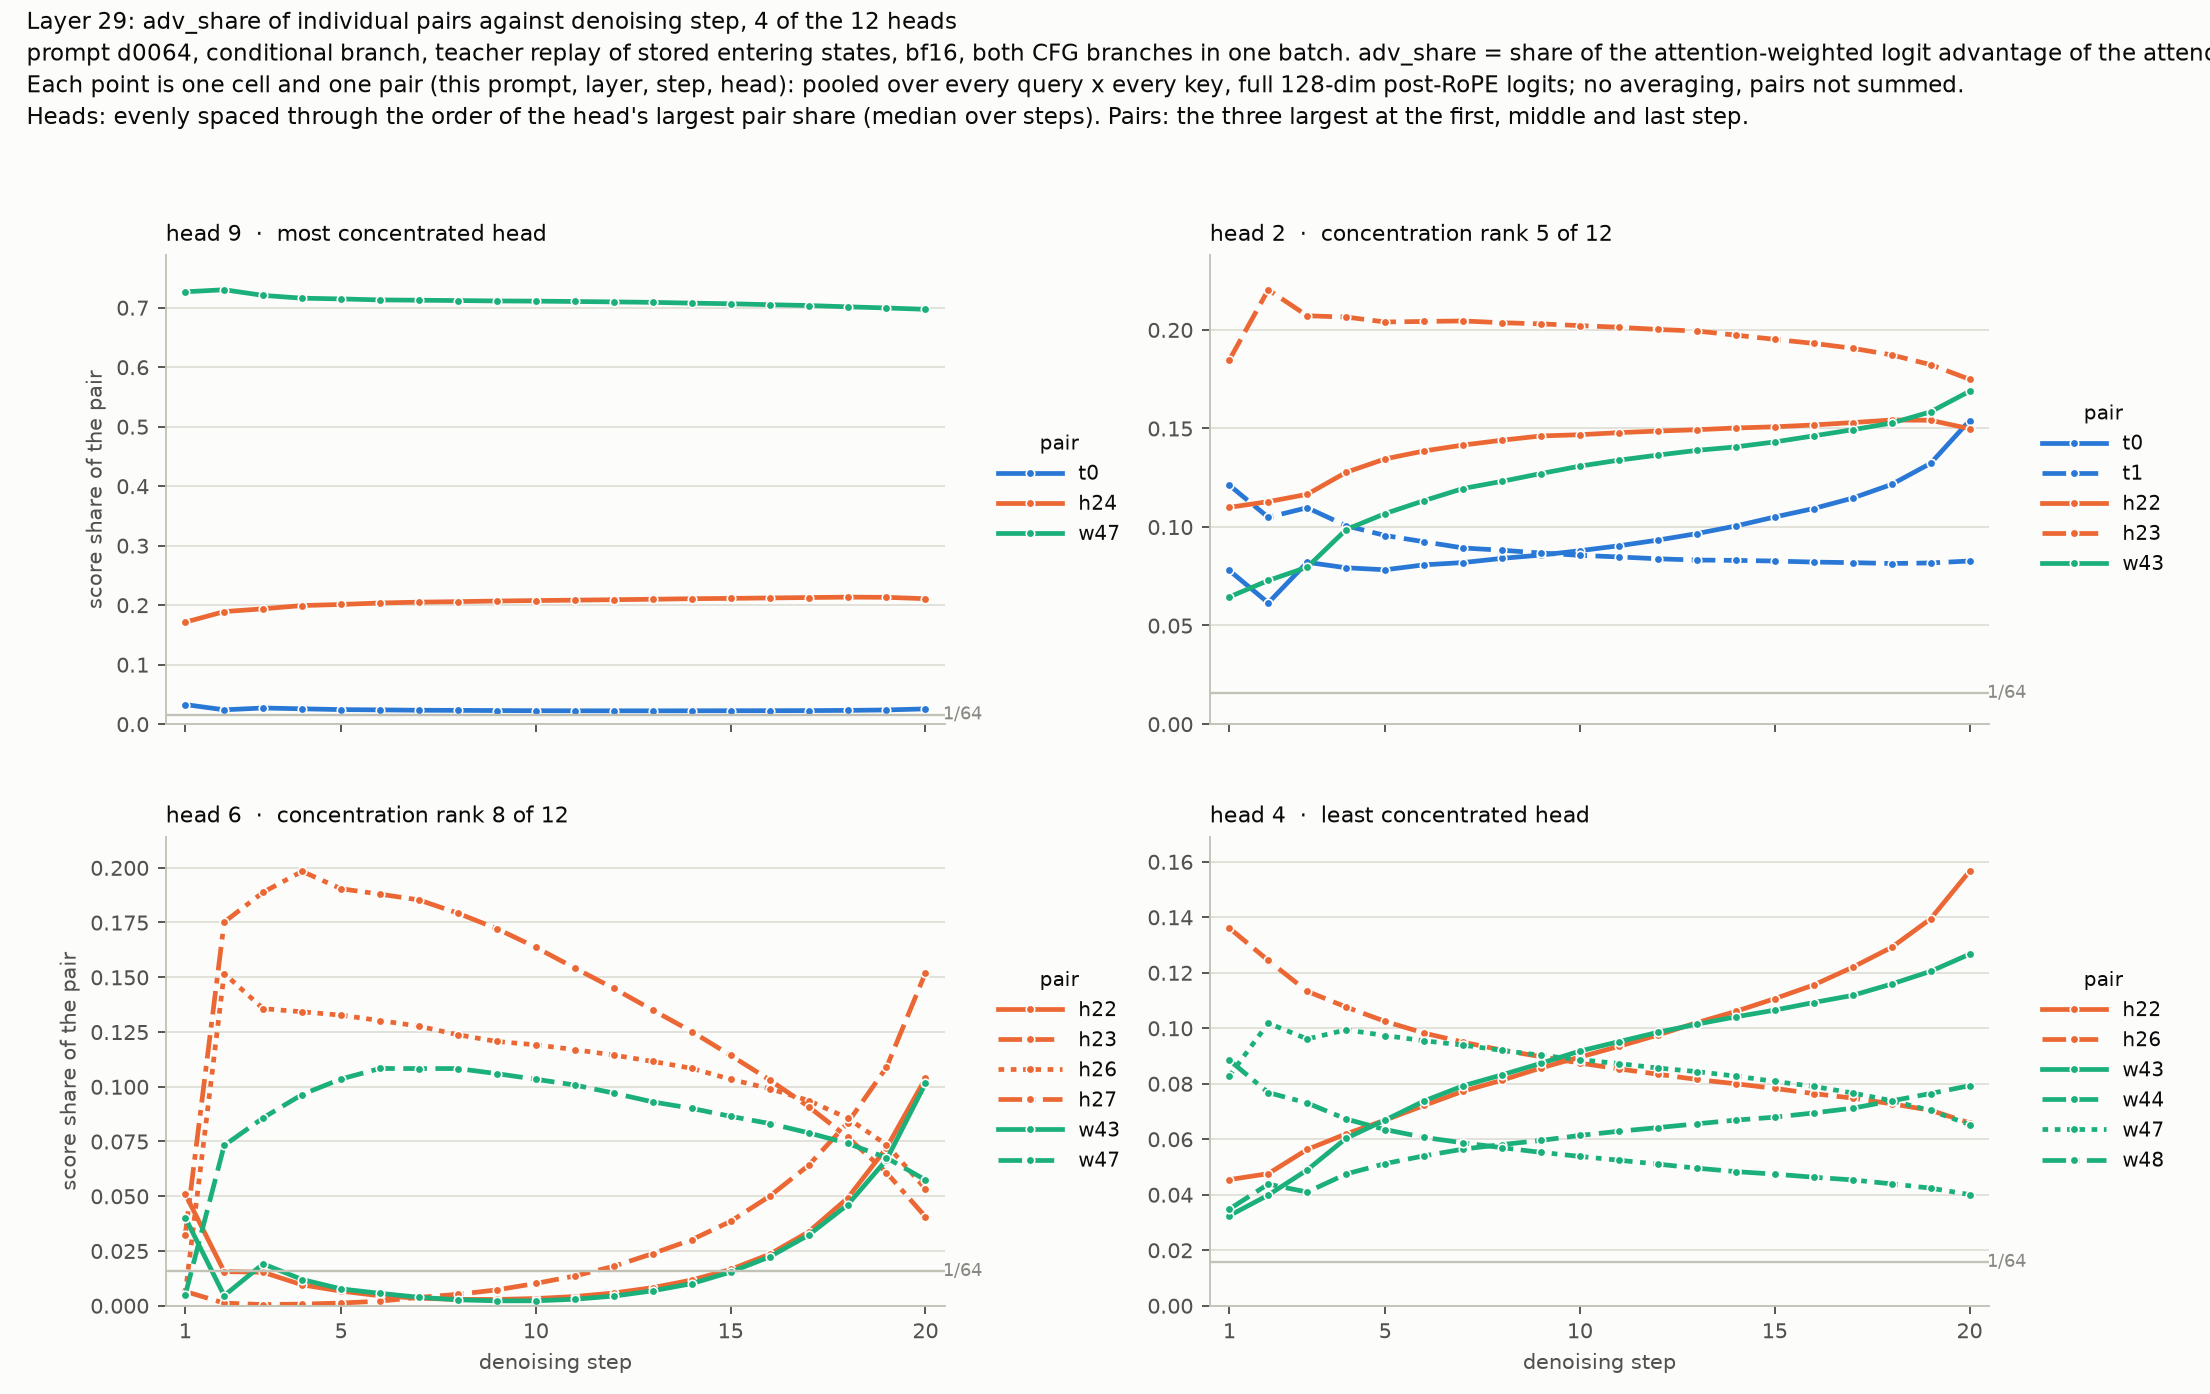 Layer 29: adv_share of individual pairs against denoising step, 4 of the 12 heads
prompt d0064, conditional branch, teacher replay of stored entering states, bf16, both CFG branches in one batch. adv_share = share of the attention-weighted logit advantage of the
Each point is one cell and one pair (this prompt, layer, step, head): pooled over every query x every key, full 128-dim post-RoPE logits; no averaging, pairs not summed.
Heads: evenly spaced through the order of the head's largest pair share (median over steps). Pairs: the three largest at the first, middle and last step.
head 9 · most concentrated head
score share of the pair
0.7
0.6
0.5
0.4
0.3
0.2
0.1
0.0
1/64
pair
t0
h24
w47
head 2 · concentration rank 5 of 12
0.20
0.15
0.10
0.05
0.00
1/64
pair
t0
t1
h22
h23
w43
head 6 · concentration rank 8 of 12
score share of the pair
0.200
0.175
0.150
0.125
0.100
0.075
0.050
0.025
0.000
1/64
1
5
10
15
20
denoising step
pair
h22
h23
h26
h27
w43
w47
head 4 · least concentrated head
0.16
0.14
0.12
0.10
0.08
0.06
0.04
0.02
0.00
1/64
1
5
10
15
20
denoising step
pair
h22
h26
w43
w44
w47
w48